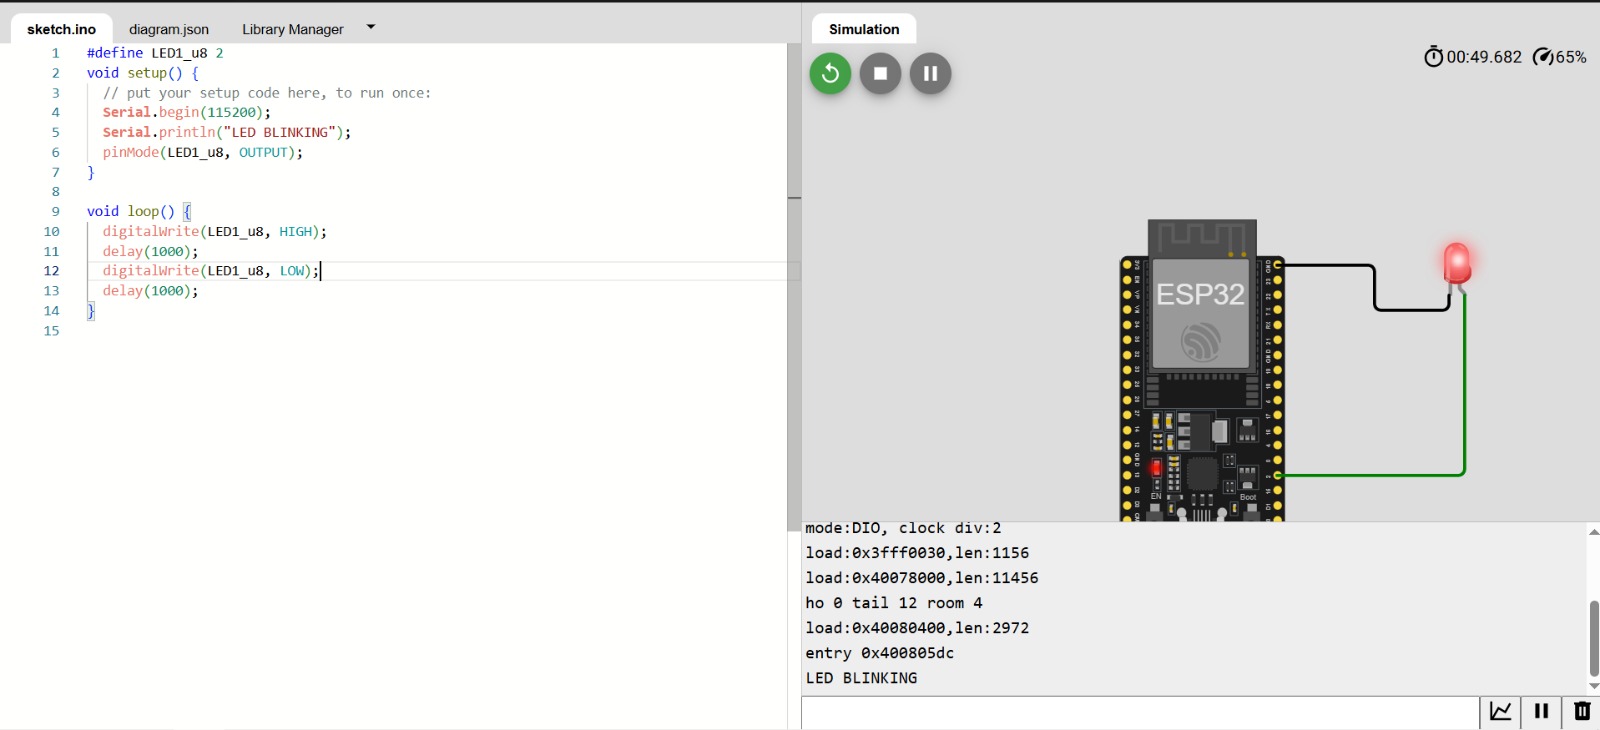 sketch.ino diagram.json Library Manager
1 #define LED1_u8 2
2 void setup() {
3 // put your setup code here, to run once:
4 Serial.begin(115200);
5 Serial.println("LED BLINKING");
6 pinMode(LED1_u8, OUTPUT);
7 }
8
9 void loop() {
10 digitalWrite(LED1_u8, HIGH);
11 delay(1000);
12 digitalWrite(LED1_u8, LOW);
13 delay(1000);
14 }
15
Simulation
00:49.682 65%
ESP32
EN
Boot
mode:DIO, clock div:2
load:0x3fff0030,len:1156
load:0x40078000,len:11456
ho 0 tail 12 room 4
load:0x40080400,len:2972
entry 0x400805dc
LED BLINKING